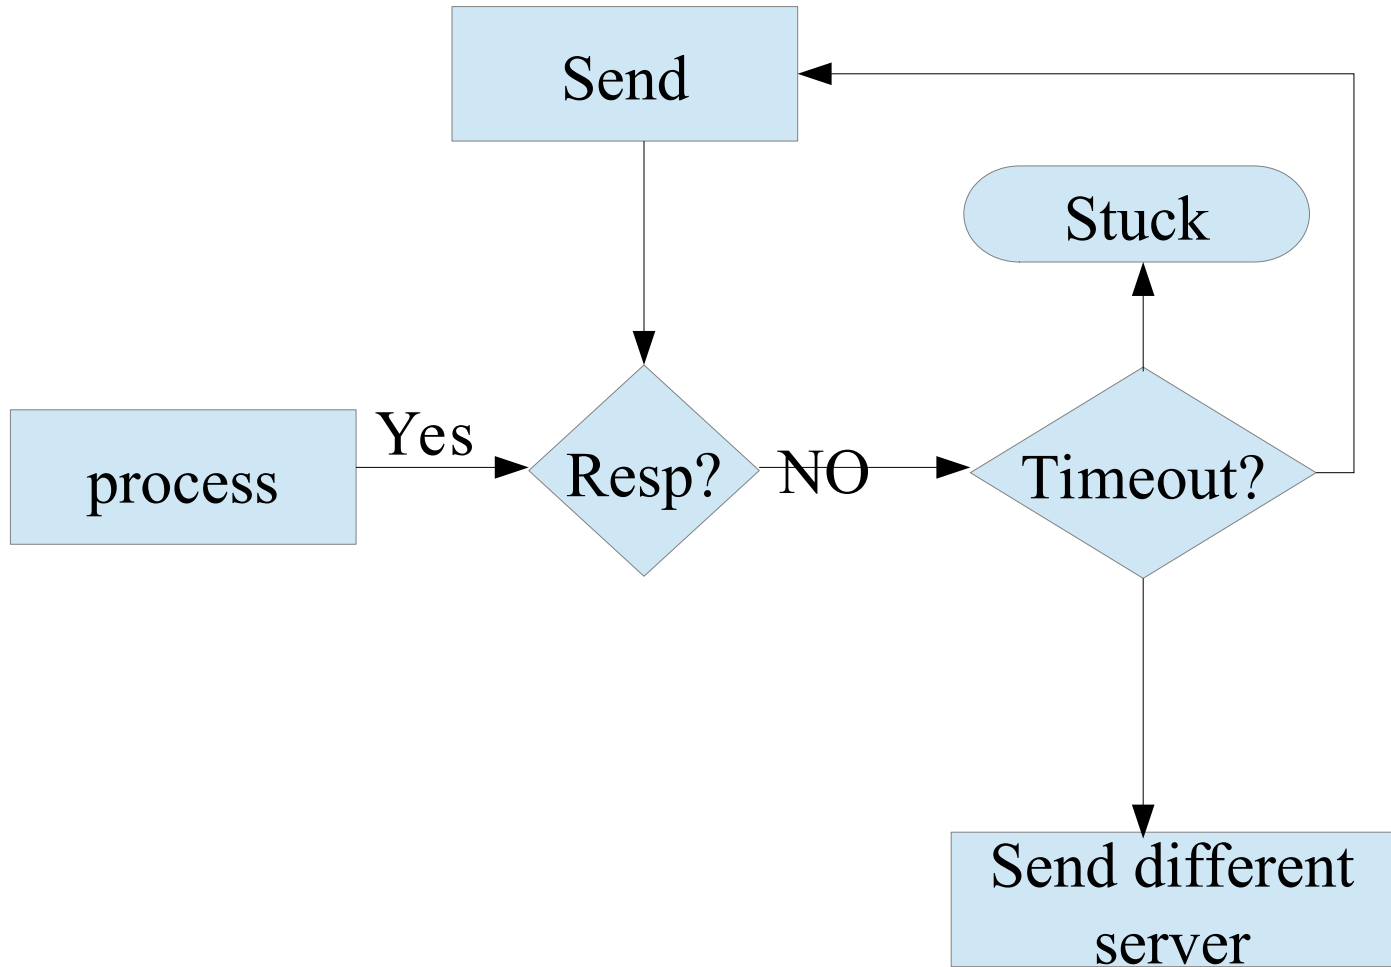 Send
Stuck
Yes
process
Resp?
NO
Timeout?
Send different
server